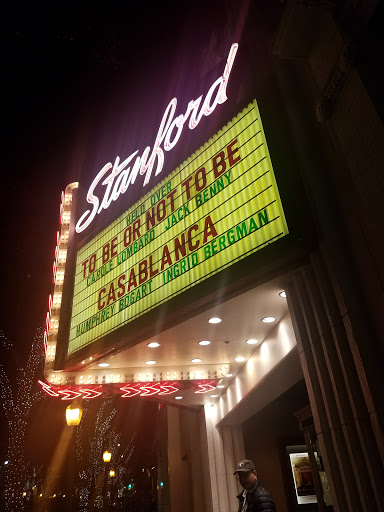 Stanford
HELD OVER
TO BE OR NOT TO BE
CAROLE LOMBARD JACK BENNY
CASABLANCA
HUMPHREY BOGART INGRID BERGMAN